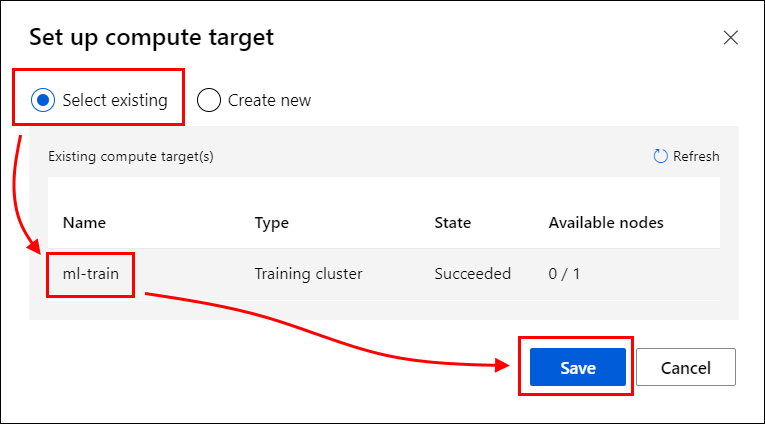 Set up compute target
Select existing Create new
Existing compute target(s) Refresh
Name Type State Available nodes
ml-train Training cluster Succeeded 0 / 1
Save Cancel